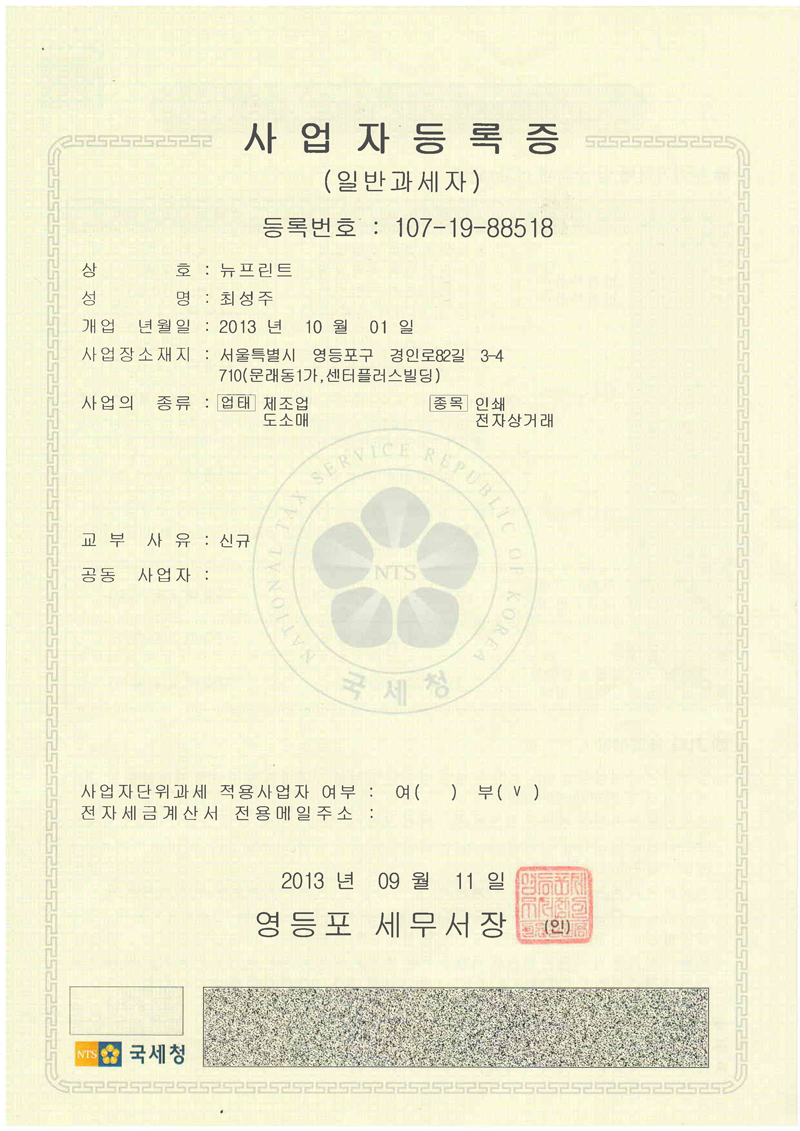 사업자등록증
(일반과세자)
등록번호 : 107-19-88518
상 호 : 뉴프린트
성 명 : 최성주
개업 년월일 : 2013 년 10 월 01 일
사업장소재지 : 서울특별시 영등포구 경인로82길 3-4
710(문래동1가,센터플러스빌딩)
사업의 종류 : 업태 제조업 종목 인쇄
도소매 전자상거래
NATIONAL TAX SERVICE REPUBLIC OF KOREA
NTS
국세청
교부 사유 : 신규
공동 사업자 :
사업자단위과세 적용사업자 여부 : 여( ) 부( V )
전자세금계산서 전용메일주소 :
2013 년 09 월 11 일
영등포 세무서장 (인)
NTS 국세청